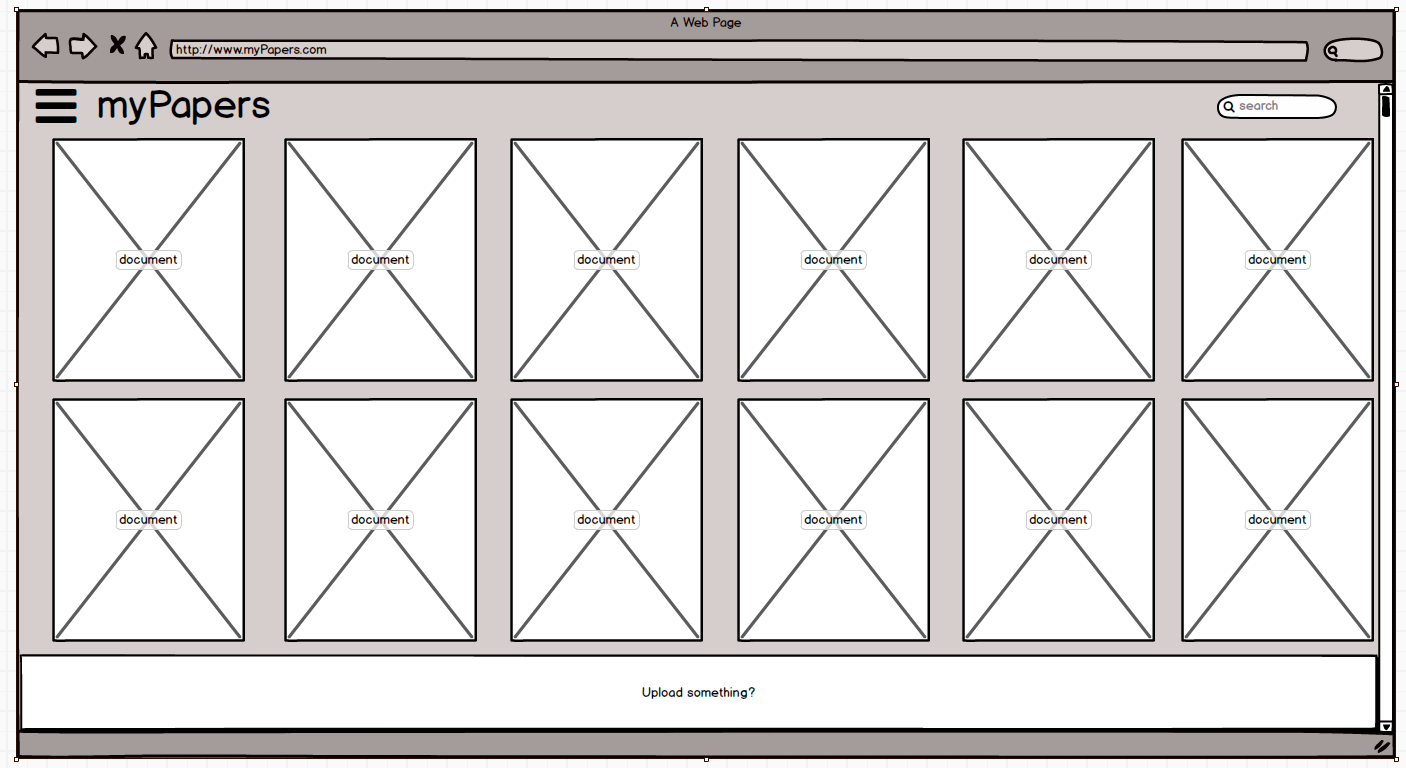 A Web Page
http://www.myPapers.com
myPapers
search
document
document
document
document
document
document
document
document
document
document
document
document
Upload something?